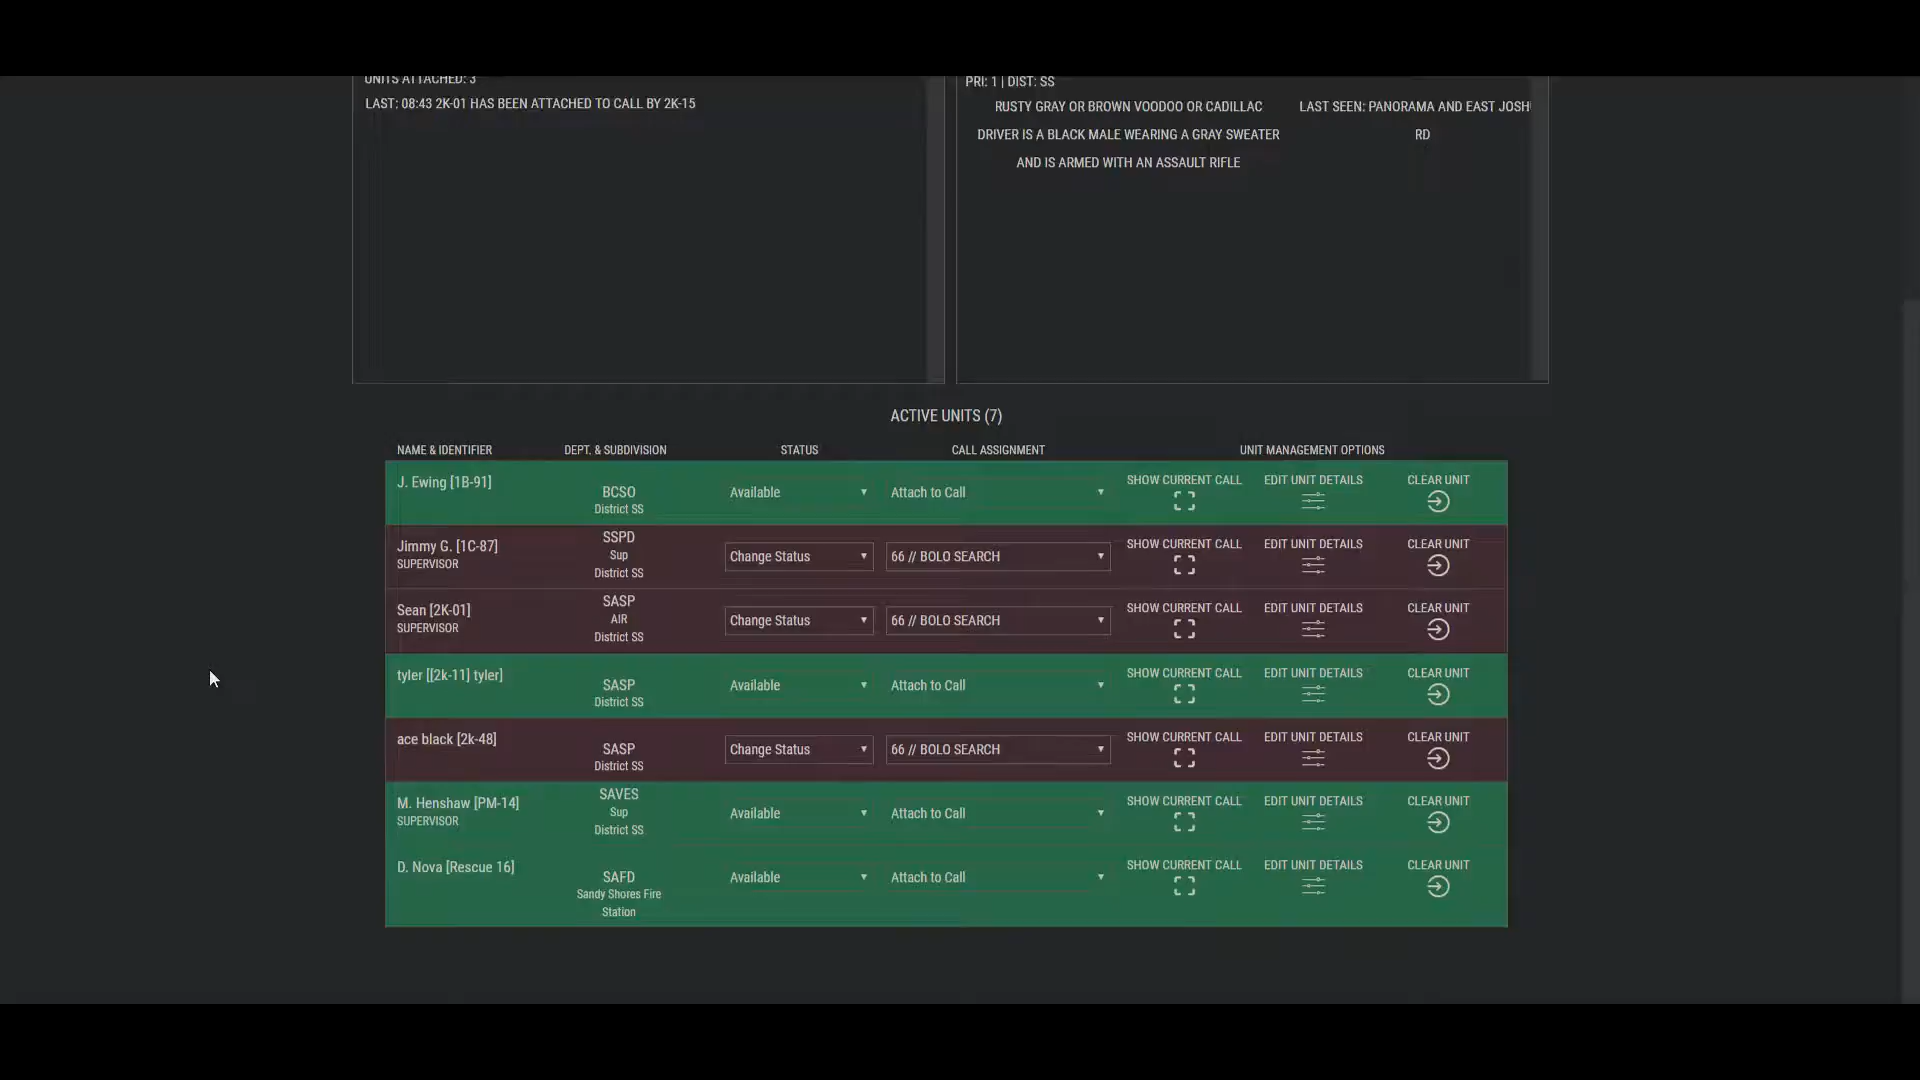 UNITS ATTACHED: 3
LAST: 08:43 2K-01 HAS BEEN ATTACHED TO CALL BY 2K-15
PRI: 1 | DIST: SS
RUSTY GRAY OR BROWN VOODOO OR CADILLAC
DRIVER IS A BLACK MALE WEARING A GRAY SWEATER
AND IS ARMED WITH AN ASSAULT RIFLE
LAST SEEN: PANORAMA AND EAST JOSH
RD
ACTIVE UNITS (7)
NAME & IDENTIFIER DEPT. & SUBDIVISION STATUS CALL ASSIGNMENT UNIT MANAGEMENT OPTIONS
J. Ewing [1B-91]
BCSO
District SS
Available
Attach to Call
SHOW CURRENT CALL EDIT UNIT DETAILS CLEAR UNIT
Jimmy G. [1C-87]
SUPERVISOR
SSPD
Sup
District SS
Change Status
66 // BOLO SEARCH
SHOW CURRENT CALL EDIT UNIT DETAILS CLEAR UNIT
Sean [2K-01]
SUPERVISOR
SASP
AIR
District SS
Change Status
66 // BOLO SEARCH
SHOW CURRENT CALL EDIT UNIT DETAILS CLEAR UNIT
tyler [[2k-11] tyler]
SASP
District SS
Available
Attach to Call
SHOW CURRENT CALL EDIT UNIT DETAILS CLEAR UNIT
ace black [2k-48]
SASP
District SS
Change Status
66 // BOLO SEARCH
SHOW CURRENT CALL EDIT UNIT DETAILS CLEAR UNIT
M. Henshaw [PM-14]
SUPERVISOR
SAVES
Sup
District SS
Available
Attach to Call
SHOW CURRENT CALL EDIT UNIT DETAILS CLEAR UNIT
D. Nova [Rescue 16]
SAFD
Sandy Shores Fire
Station
Available
Attach to Call
SHOW CURRENT CALL EDIT UNIT DETAILS CLEAR UNIT